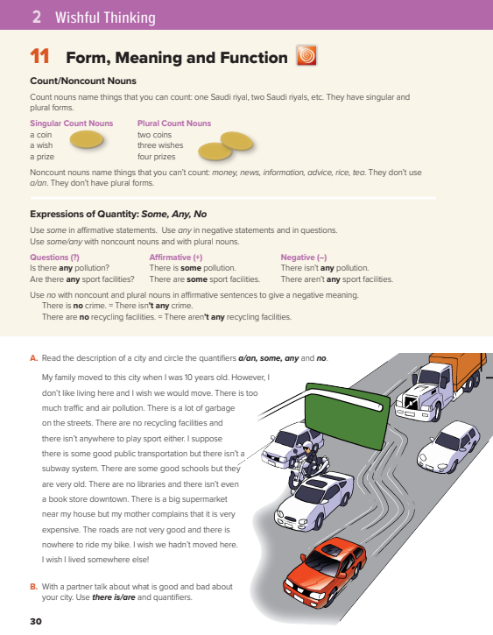 2 Wishful Thinking
11 Form, Meaning and Function
Count/Noncount Nouns
Count nouns name things that you can count: one Saudi riyal, two Saudi riyals, etc. They have singular and
plural forms.
Singular Count Nouns Plural Count Nouns
a coin two coins
a wish three wishes
a prize four prizes
Noncount nouns name things that you can't count: money, news, information, advice, rice, tea. They don't use
a/an. They don't have plural forms.
Expressions of Quantity: Some, Any, No
Use some in affirmative statements. Use any in negative statements and in questions.
Use some/any with noncount nouns and with plural nouns.
Questions (?) Affirmative (+) Negative (–)
Is there any pollution? There is some pollution. There isn't any pollution.
Are there any sport facilities? There are some sport facilities. There aren't any sport facilities.
Use no with noncount and plural nouns in affirmative sentences to give a negative meaning.
There is no crime. = There isn't any crime.
There are no recycling facilities. = There aren't any recycling facilities.
A. Read the description of a city and circle the quantifiers a/an, some, any and no.
My family moved to this city when I was 10 years old. However, I
don't like living here and I wish we would move. There is too
much traffic and air pollution. There is a lot of garbage
on the streets. There are no recycling facilities and
there isn't anywhere to play sport either. I suppose
there is some good public transportation but there isn't a
subway system. There are some good schools but they
are very old. There are no libraries and there isn't even
a book store downtown. There is a big supermarket
near my house but my mother complains that it is very
expensive. The roads are not very good and there is
nowhere to ride my bike. I wish we hadn't moved here.
I wish I lived somewhere else!
B. With a partner talk about what is good and bad about
your city. Use there is/are and quantifiers.
30